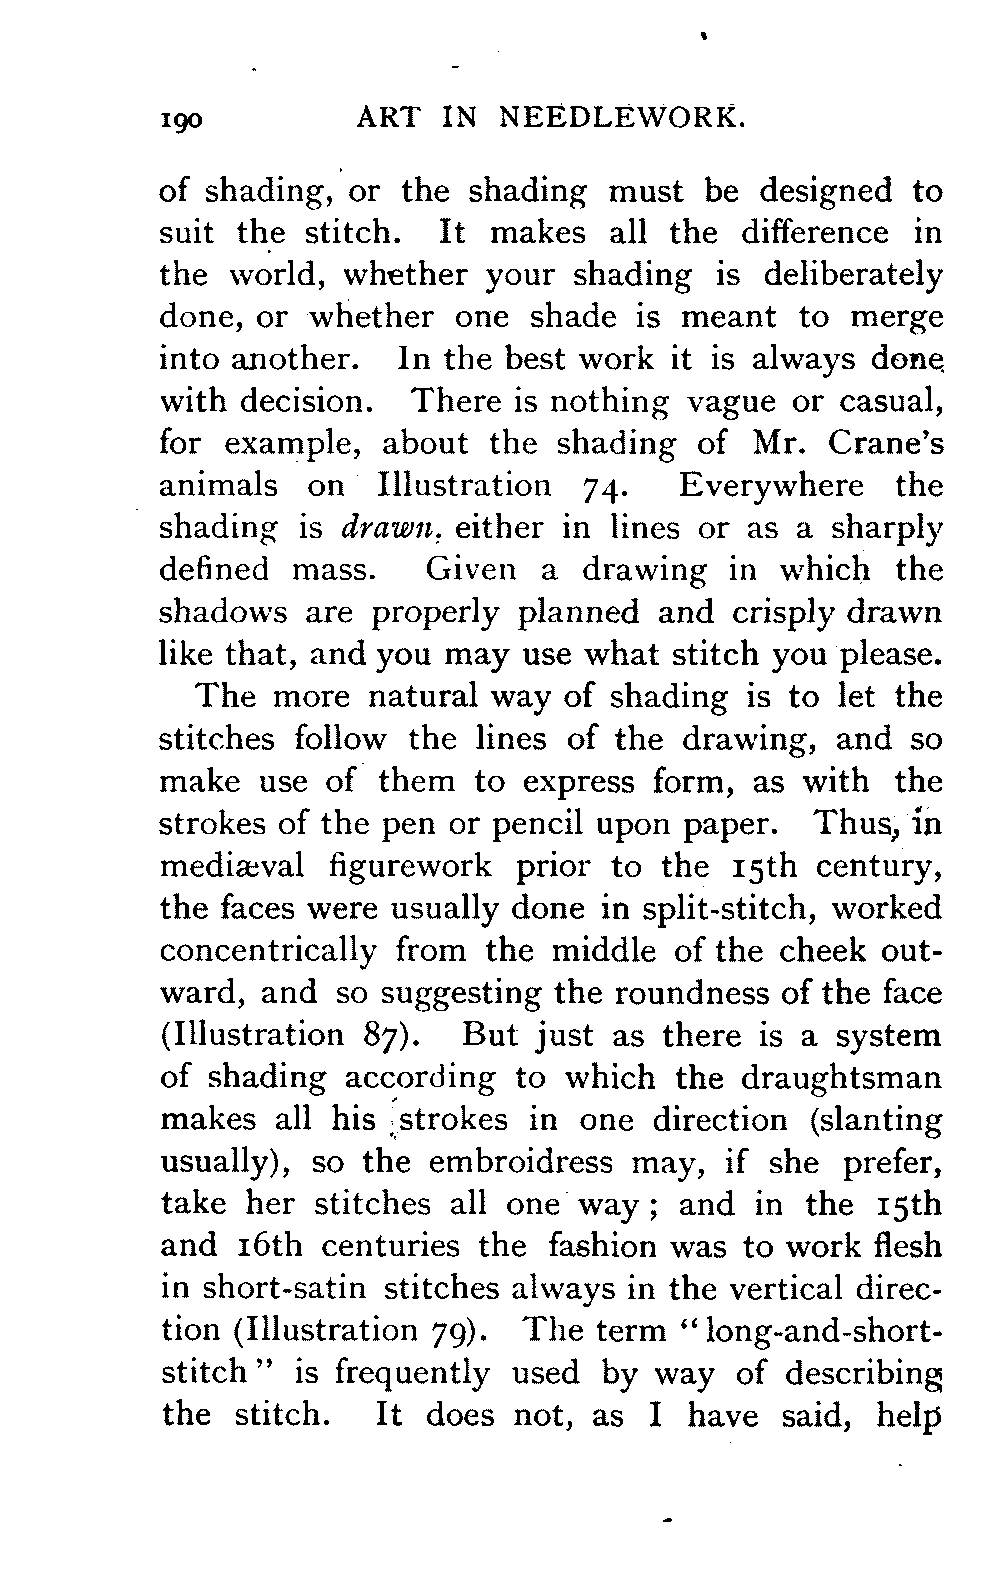 190 ART IN NEEDLEWORK.
of shading, or the shading must be designed to
suit the stitch. It makes all the difference in
the world, whether your shading is deliberately
done, or whether one shade is meant to merge
into another. In the best work it is always done
with decision. There is nothing vague or casual,
for example, about the shading of Mr. Crane's
animals on Illustration 74. Everywhere the
shading is drawn, either in lines or as a sharply
defined mass. Given a drawing in which the
shadows are properly planned and crisply drawn
like that, and you may use what stitch you please.
The more natural way of shading is to let the
stitches follow the lines of the drawing, and so
make use of them to express form, as with the
strokes of the pen or pencil upon paper. Thus, in
mediæval figurework prior to the 15th century,
the faces were usually done in split-stitch, worked
concentrically from the middle of the cheek out-
ward, and so suggesting the roundness of the face
(Illustration 87). But just as there is a system
of shading according to which the draughtsman
makes all his strokes in one direction (slanting
usually), so the embroidress may, if she prefer,
take her stitches all one way ; and in the 15th
and 16th centuries the fashion was to work flesh
in short-satin stitches always in the vertical direc-
tion (Illustration 79). The term “ long-and-short-
stitch ” is frequently used by way of describing
the stitch. It does not, as I have said, help